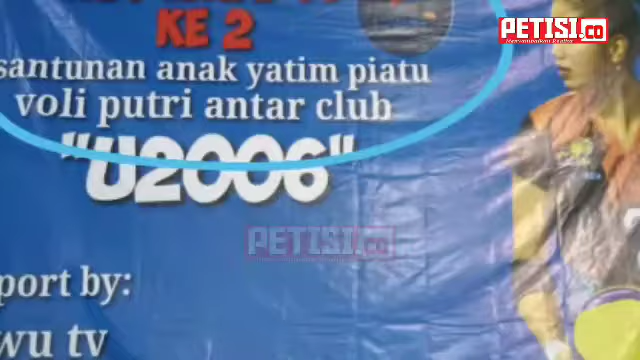 PETISI.CO
KE 2
santunan anak yatim piatu
voli putri antar club
"U2006"
PETISI.CO
port by:
wu tv